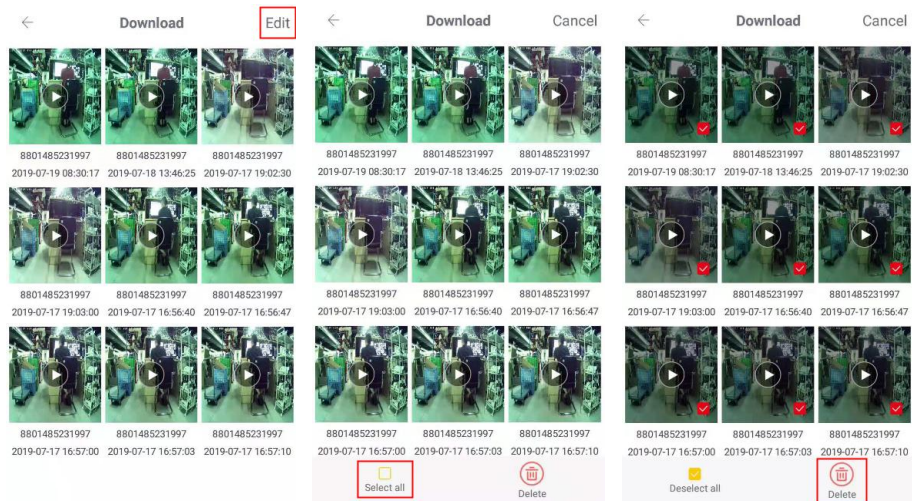 Download Edit
8801485231997 8801485231997 8801485231997
2019-07-19 08:30:17 2019-07-18 13:46:25 2019-07-17 19:02:30
8801485231997 8801485231997 8801485231997
2019-07-17 19:03:00 2019-07-17 16:56:40 2019-07-17 16:56:47
8801485231997 8801485231997 8801485231997
2019-07-17 16:57:00 2019-07-17 16:57:03 2019-07-17 16:57:10
Download Cancel
8801485231997 8801485231997 8801485231997
2019-07-19 08:30:17 2019-07-18 13:46:25 2019-07-17 19:02:30
8801485231997 8801485231997 8801485231997
2019-07-17 19:03:00 2019-07-17 16:56:40 2019-07-17 16:56:47
8801485231997 8801485231997 8801485231997
2019-07-17 16:57:00 2019-07-17 16:57:03 2019-07-17 16:57:10
Select all Delete
Download Cancel
8801485231997 8801485231997 8801485231997
2019-07-19 08:30:17 2019-07-18 13:46:25 2019-07-17 19:02:30
8801485231997 8801485231997 8801485231997
2019-07-17 19:03:00 2019-07-17 16:56:40 2019-07-17 16:56:47
8801485231997 8801485231997 8801485231997
2019-07-17 16:57:00 2019-07-17 16:57:03 2019-07-17 16:57:10
Deselect all Delete